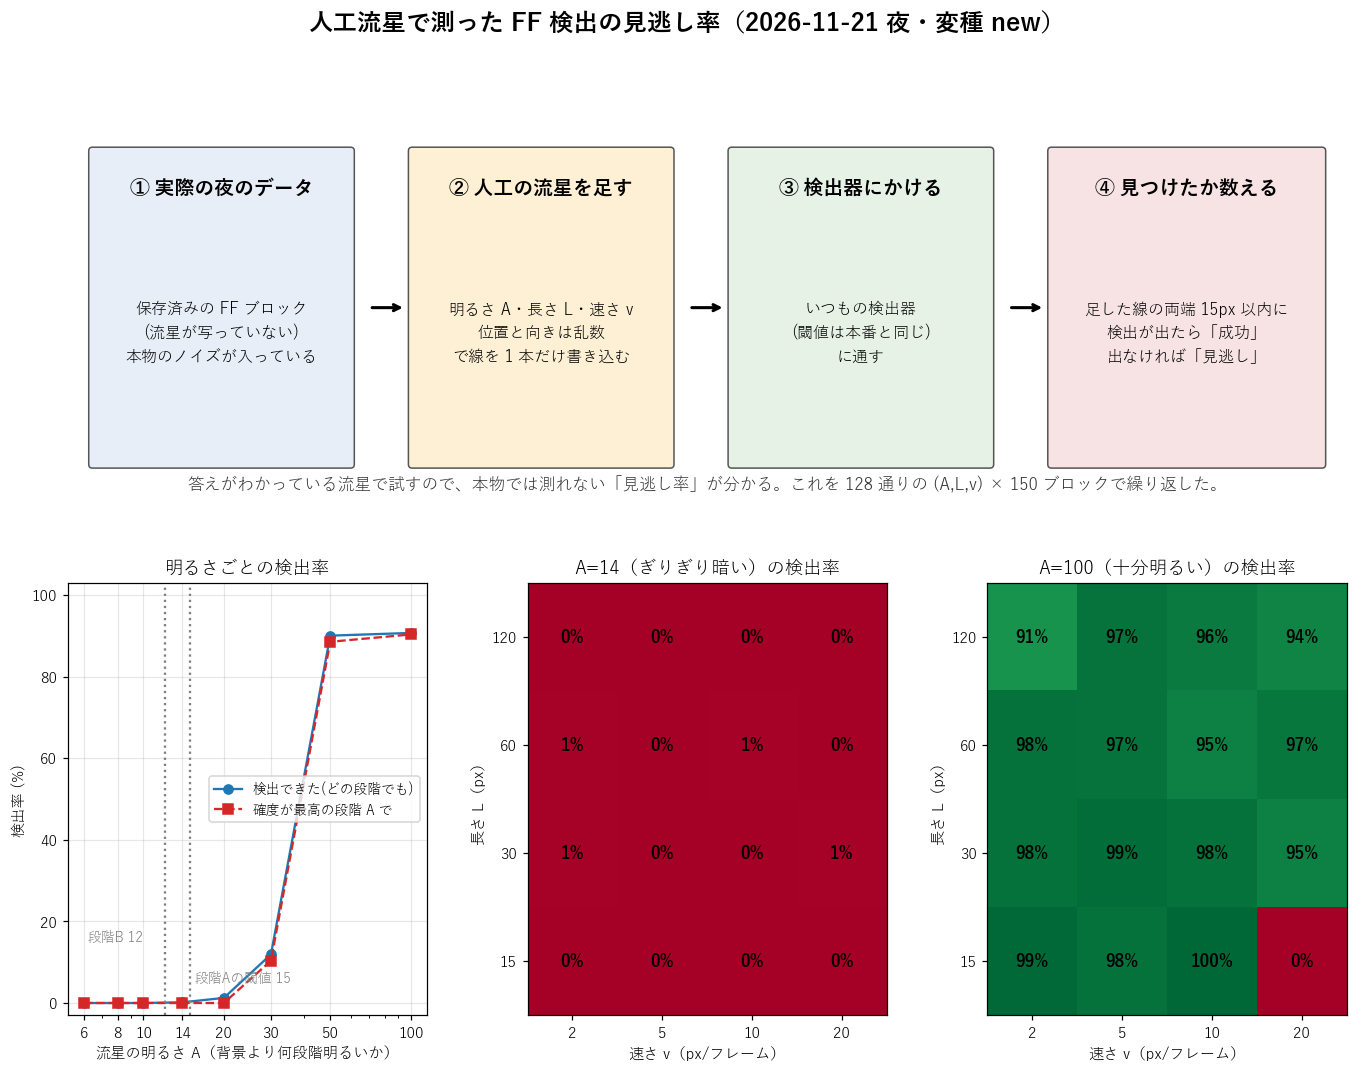 人工流星で測った FF 検出の見逃し率（2026-11-21 夜・変種 new）
① 実際の夜のデータ
保存済みの FF ブロック
（流星が写っていない）
本物のノイズが入っている
② 人工の流星を足す
明るさ A・長さ L・速さ v
位置と向きは乱数
で線を 1 本だけ書き込む
③ 検出器にかける
いつもの検出器
（閾値は本番と同じ）
に通す
④ 見つけたか数える
足した線の両端 15px 以内に
検出が出たら「成功」
出なければ「見逃し」
答えがわかっている流星で試すので、本物では測れない「見逃し率」が分かる。これを 128 通りの (A,L,v) × 150 ブロックで繰り返した。
明るさごとの検出率
検出率 (%)
100
80
60
40
20
0
検出できた(どの段階でも)
確度が最高の段階 A で
段階B 12
段階Aの閾値 15
6 8 10 14 20 30 50 100
流星の明るさ A（背景より何段階明るいか）
A=14（ぎりぎり暗い）の検出率
長さ L（px）
120 0% 0% 0% 0%
60 1% 0% 1% 0%
30 1% 0% 0% 1%
15 0% 0% 0% 0%
2 5 10 20
速さ v（px/フレーム）
A=100（十分明るい）の検出率
長さ L（px）
120 91% 97% 96% 94%
60 98% 97% 95% 97%
30 98% 99% 98% 95%
15 99% 98% 100% 0%
2 5 10 20
速さ v（px/フレーム）